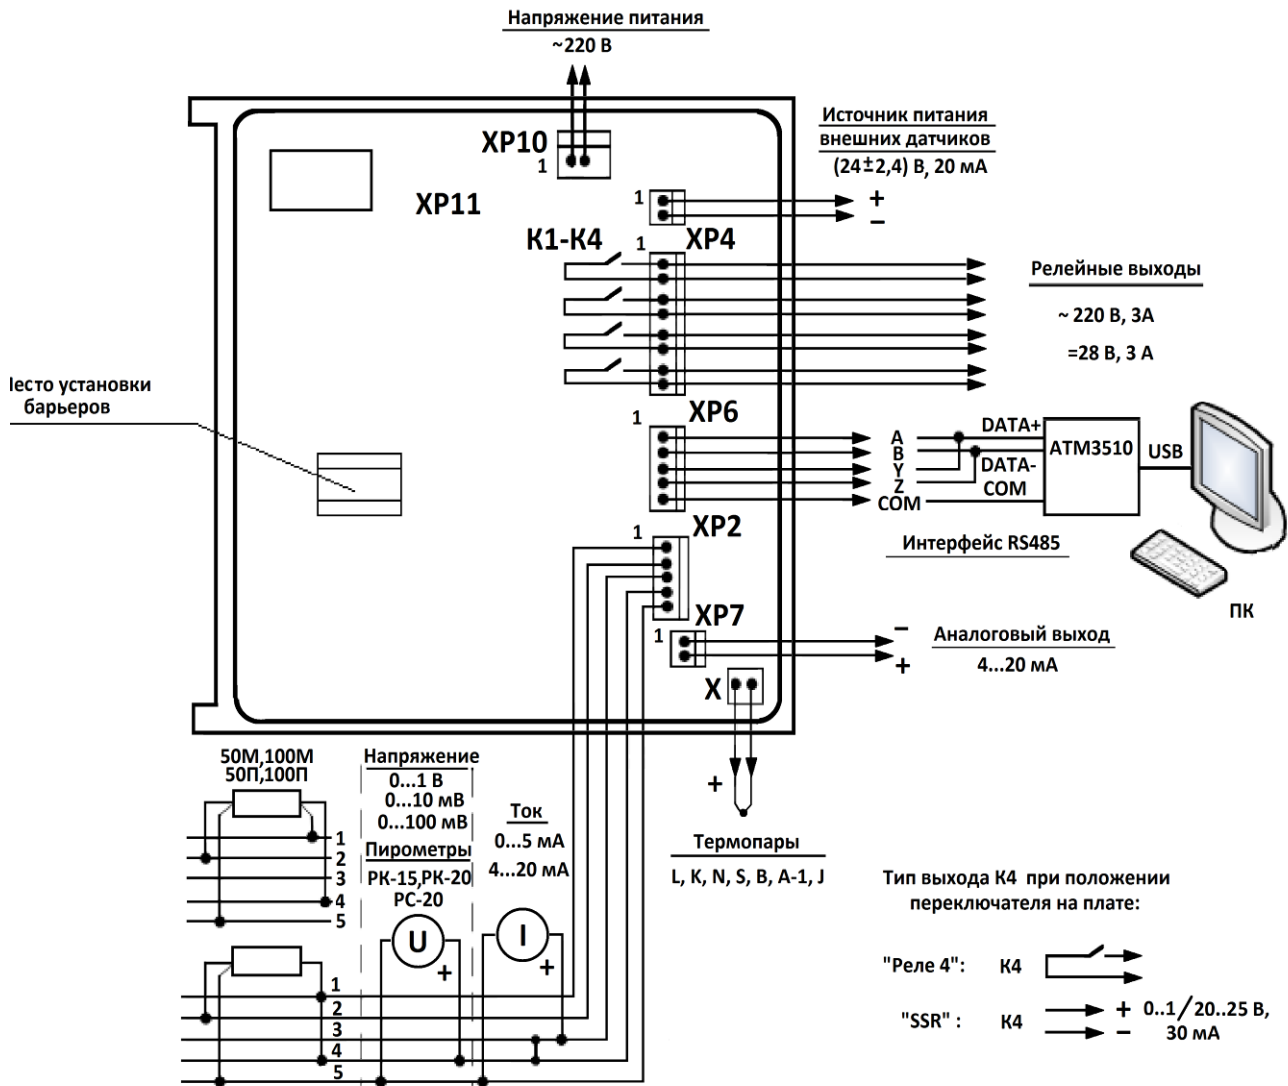 Напряжение питания
~220 В
Источник питания
внешних датчиков
(24±2,4) В, 20 мА
XP10
1
XP11
1
+
−
К1-К4
1
XP4
Релейные выходы
~ 220 В, 3А
=28 В, 3 А
есто установки
барьеров
XP6
1
A
B
Y
Z
COM
DATA+
DATA-
COM
ATM3510
USB
ПК
Интерфейс RS485
XP2
1
XP7
1
−
+
Аналоговый выход
4...20 мА
X
+
Термопары
L, K, N, S, B, A-1, J
50М,100М
50П,100П
1
2
3
4
5
Напряжение
0...1 В
0...10 мВ
0...100 мВ
Пирометры
РК-15,РК-20
РС-20
U
+
Ток
0...5 мА
4...20 мА
I
+
1
2
3
4
5
Тип выхода К4 при положении
переключателя на плате:
"Реле 4": К4
"SSR" : К4 + 0..1/20..25 В,
− 30 мА